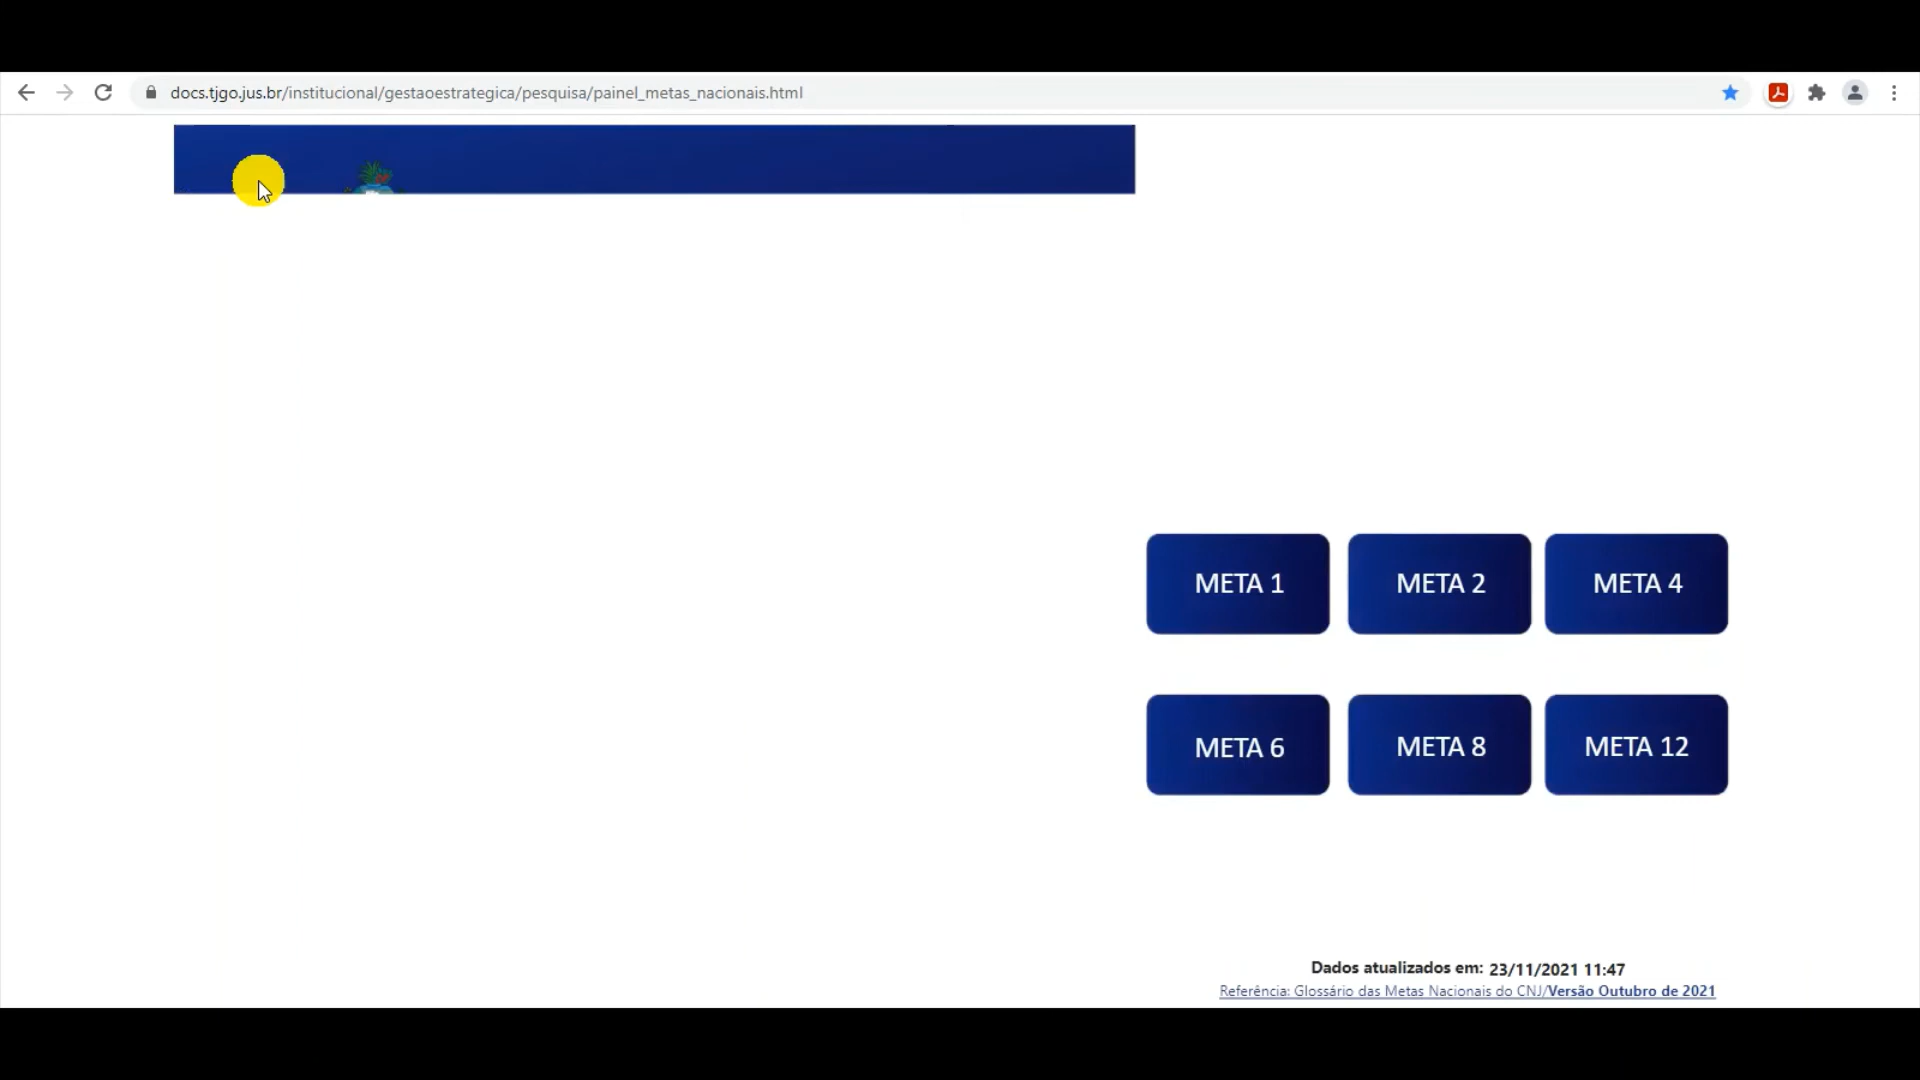 docs.tjgo.jus.br/institucional/gestaoestrategica/pesquisa/painel_metas_nacionais.html
META 1
META 2
META 4
META 6
META 8
META 12
Dados atualizados em: 23/11/2021 11:47
Referência: Glossário das Metas Nacionais do CNJ/Versão Outubro de 2021